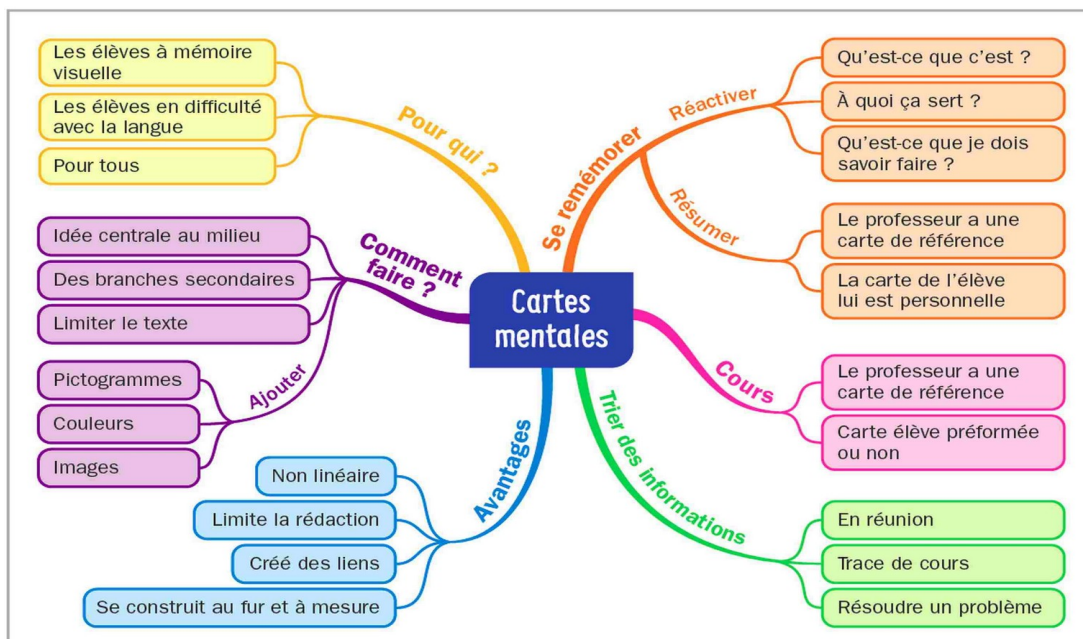 Cartes
mentales
Pour qui ?
Les élèves à mémoire
visuelle
Les élèves en difficulté
avec la langue
Pour tous
Comment
faire ?
Idée centrale au milieu
Des branches secondaires
Limiter le texte
Ajouter
Pictogrammes
Couleurs
Images
Avantages
Non linéaire
Limite la rédaction
Créé des liens
Se construit au fur et à mesure
Se remémorer
Réactiver
Qu'est-ce que c'est ?
À quoi ça sert ?
Qu'est-ce que je dois
savoir faire ?
Résumer
Le professeur a une
carte de référence
La carte de l'élève
lui est personnelle
Cours
Le professeur a une
carte de référence
Carte élève préformée
ou non
Trier des informations
En réunion
Trace de cours
Résoudre un problème